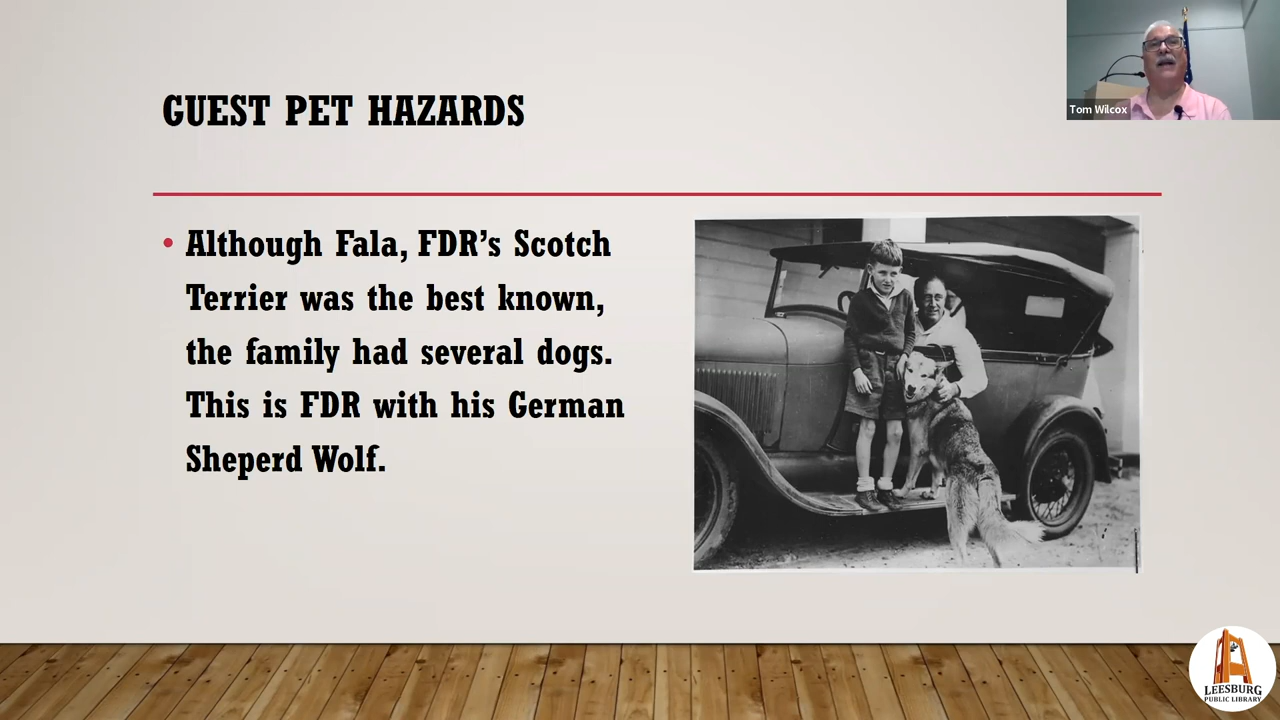 GUEST PET HAZARDS
Tom Wilcox
Although Fala, FDR’s Scotch
Terrier was the best known,
the family had several dogs.
This is FDR with his German
Sheperd Wolf.
LEESBURG
PUBLIC LIBRARY